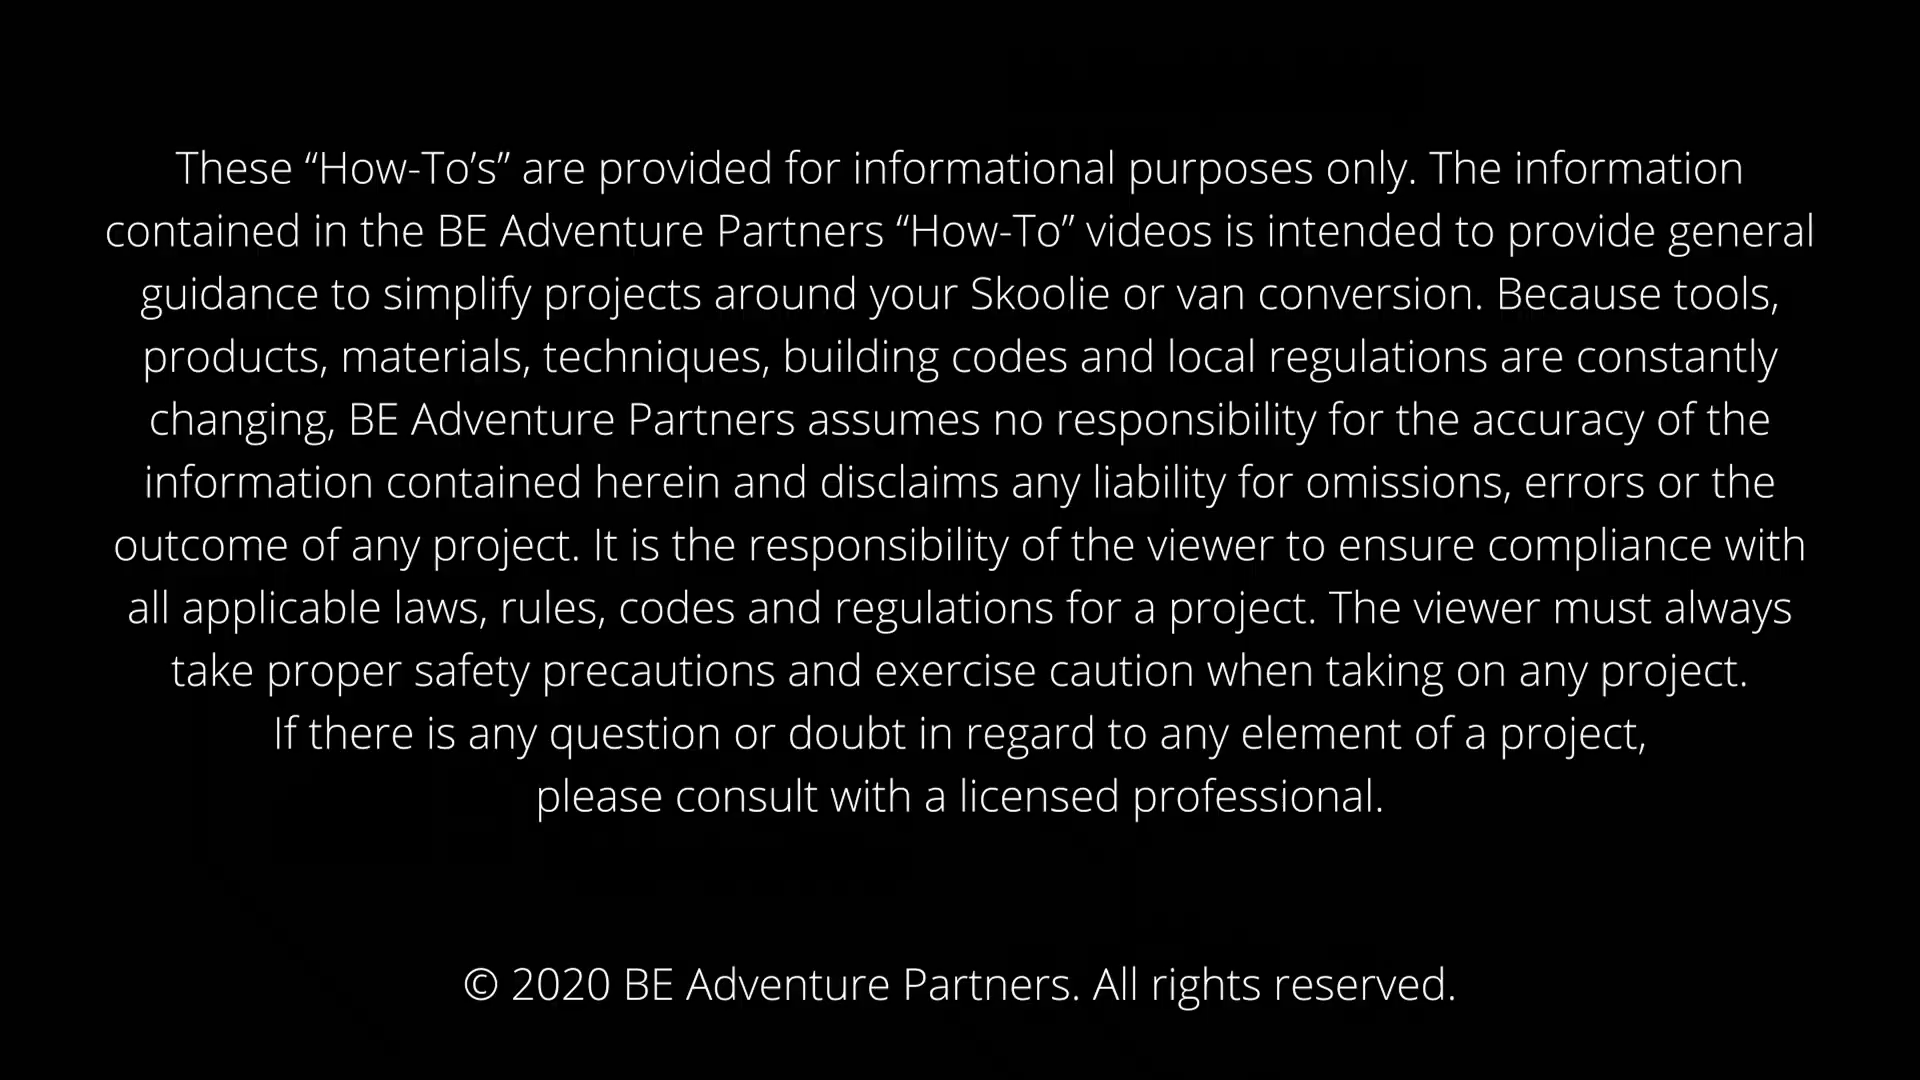 These “How-To’s” are provided for informational purposes only. The information
contained in the BE Adventure Partners “How-To” videos is intended to provide general
guidance to simplify projects around your Skoolie or van conversion. Because tools,
products, materials, techniques, building codes and local regulations are constantly
changing, BE Adventure Partners assumes no responsibility for the accuracy of the
information contained herein and disclaims any liability for omissions, errors or the
outcome of any project. It is the responsibility of the viewer to ensure compliance with
all applicable laws, rules, codes and regulations for a project. The viewer must always
take proper safety precautions and exercise caution when taking on any project.
If there is any question or doubt in regard to any element of a project,
please consult with a licensed professional.
© 2020 BE Adventure Partners. All rights reserved.